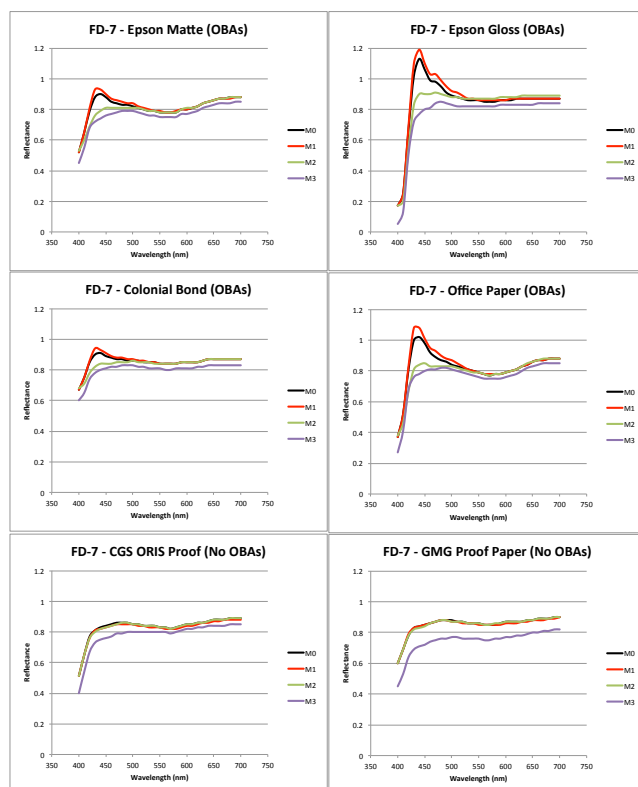 FD-7 - Epson Matte (OBAs)
1.2
1
0.8
0.6
0.4
0.2
0
Reflectance
400 450 500 550 600 650 700 750
350
Wavelength (nm)
M0
M1
M2
M3
FD-7 - Epson Gloss (OBAs)
1.2
1
0.8
0.6
0.4
0.2
0
Reflectance
350 400 450 500 550 600 650 700 750
Wavelength (nm)
M0
M1
M2
M3
FD-7 - Colonial Bond (OBAs)
1.2
1
0.8
0.6
0.4
0.2
0
Reflectance
350 400 450 500 550 600 650 700 750
Wavelength (nm)
M0
M1
M2
M3
FD-7 - Office Paper (OBAs)
1.2
1
0.8
0.6
0.4
0.2
0
Reflectance
350 400 450 500 550 600 650 700 750
Wavelength (nm)
M0
M1
M2
M3
FD-7 - CGS ORIS Proof (No OBAs)
1.2
1
0.8
0.6
0.4
0.2
0
Reflectance
350 400 450 500 550 600 650 700 750
Wavelength (nm)
M0
M1
M2
M3
FD-7 - GMG Proof Paper (No OBAs)
1.2
1
0.8
0.6
0.4
0.2
0
Reflectance
350 400 450 500 550 600 650 700 750
Wavelength (nm)
M0
M1
M2
M3